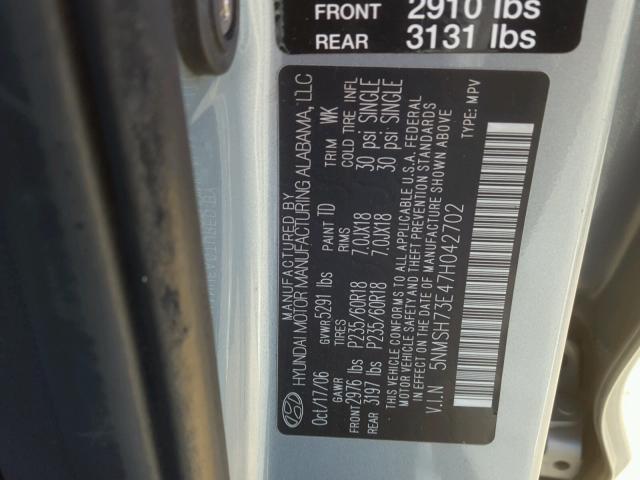 FRONT 2910 lbs
REAR 3131 lbs
MANUFACTURED BY
HYUNDAI MOTOR MANUFACTURING ALABAMA, LLC
Oct/17/06 GVWR 5291 lbs PAINT TD TRIM WK
GAWR TIRES RIMS COLD TIRE INFL
FRONT 2976 lbs P235/60R18 7.0JX18 30 psi SINGLE
REAR 3197 lbs P235/60R18 7.0JX18 30 psi SINGLE
THIS VEHICLE CONFORMS TO ALL APPLICABLE U.S.A. FEDERAL
MOTOR VEHICLE SAFETY AND THEFT PREVENTION
STANDARDS IN EFFECT ON THE DATE OF MANUFACTURE SHOWN ABOVE
V.I.N 5NMSH73E47H042702 TYPE: MPV